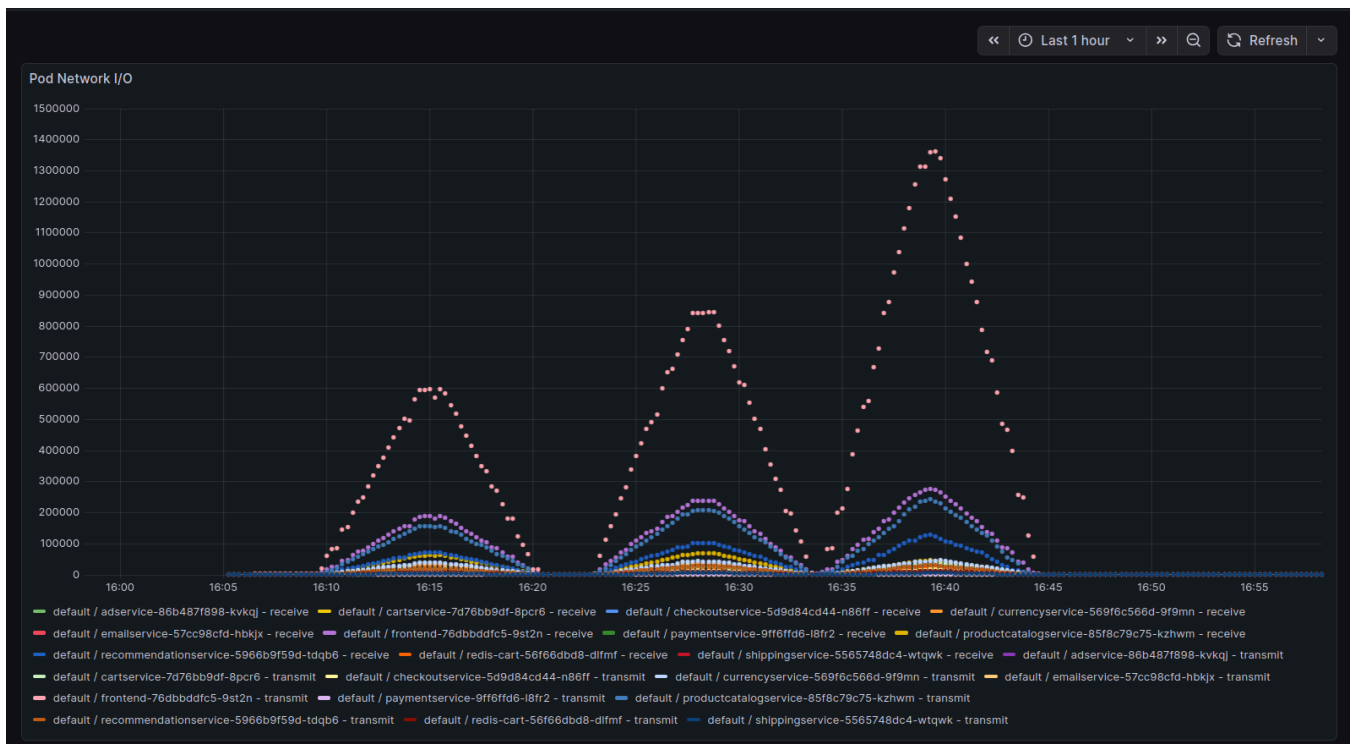 Last 1 hour Refresh
Pod Network I/O
1500000
1400000
1300000
1200000
1100000
1000000
900000
800000
700000
600000
500000
400000
300000
200000
100000
0
16:00 16:05 16:10 16:15 16:20 16:25 16:30 16:35 16:40 16:45 16:50 16:55
default / adservice-86b487f898-kvkqj - receive default / cartservice-7d76bb9df-8pcr6 - receive default / checkoutservice-5d9d84cd44-n86ff - receive default / currencyservice-569f6c566d-9f9mn - receive
default / emailservice-57cc98cfd-hbkjx - receive default / frontend-76dbbddfc5-9st2n - receive default / paymentservice-9ff6ffd6-l8fr2 - receive default / productcatalogservice-85f8c79c75-kzhwm - receive
default / recommendationservice-5966b9f59d-tdqb6 - receive default / redis-cart-56f66dbd8-dlfmf - receive default / shippingservice-5565748dc4-wtqwk - receive default / adservice-86b487f898-kvkqj - transmit
default / cartservice-7d76bb9df-8pcr6 - transmit default / checkoutservice-5d9d84cd44-n86ff - transmit default / currencyservice-569f6c566d-9f9mn - transmit default / emailservice-57cc98cfd-hbkjx - transmit
default / frontend-76dbbddfc5-9st2n - transmit default / paymentservice-9ff6ffd6-l8fr2 - transmit default / productcatalogservice-85f8c79c75-kzhwm - transmit
default / recommendationservice-5966b9f59d-tdqb6 - transmit default / redis-cart-56f66dbd8-dlfmf - transmit default / shippingservice-5565748dc4-wtqwk - transmit